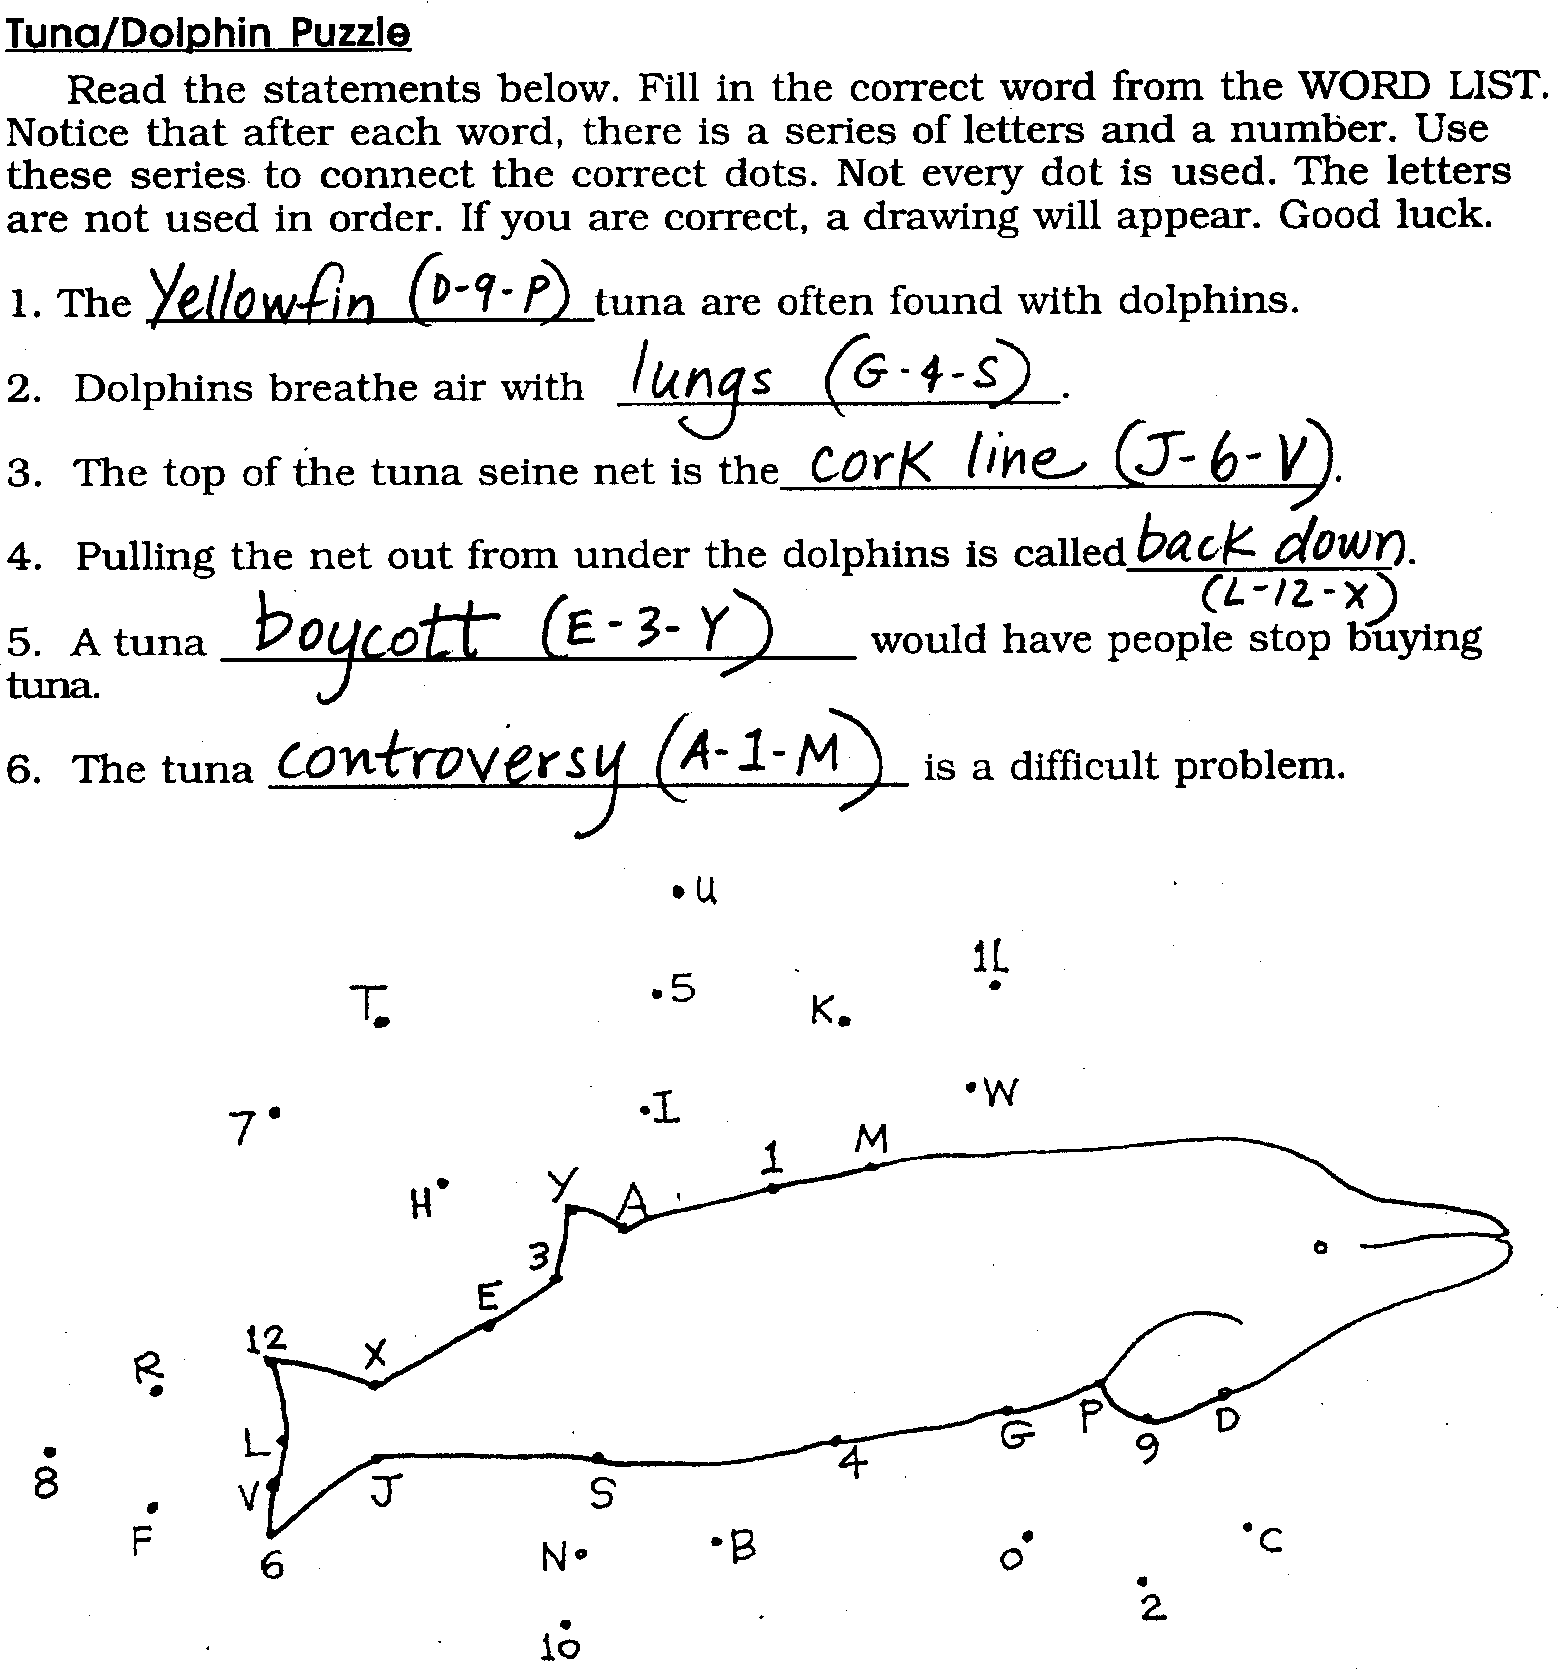 Tuna/Dolphin Puzzle
Read the statements below. Fill in the correct word from the WORD LIST.
Notice that after each word, there is a series of letters and a number. Use
these series to connect the correct dots. Not every dot is used. The letters
are not used in order. If you are correct, a drawing will appear. Good luck.
1. The Yellowfin (D-9-P) tuna are often found with dolphins.
2. Dolphins breathe air with lungs (G-4-S).
3. The top of the tuna seine net is the cork line (J-6-V).
4. Pulling the net out from under the dolphins is called back down.
(L-12-X)
5. A tuna boycott (E-3-Y) would have people stop buying
tuna.
6. The tuna controversy (A-1-M) is a difficult problem.
U
11
T
5
K
W
7
I
M
1
H
Y
A
3
E
12
X
R
L
P
D
G
9
4
8
V
J
S
F
6
N
B
O
C
2
10